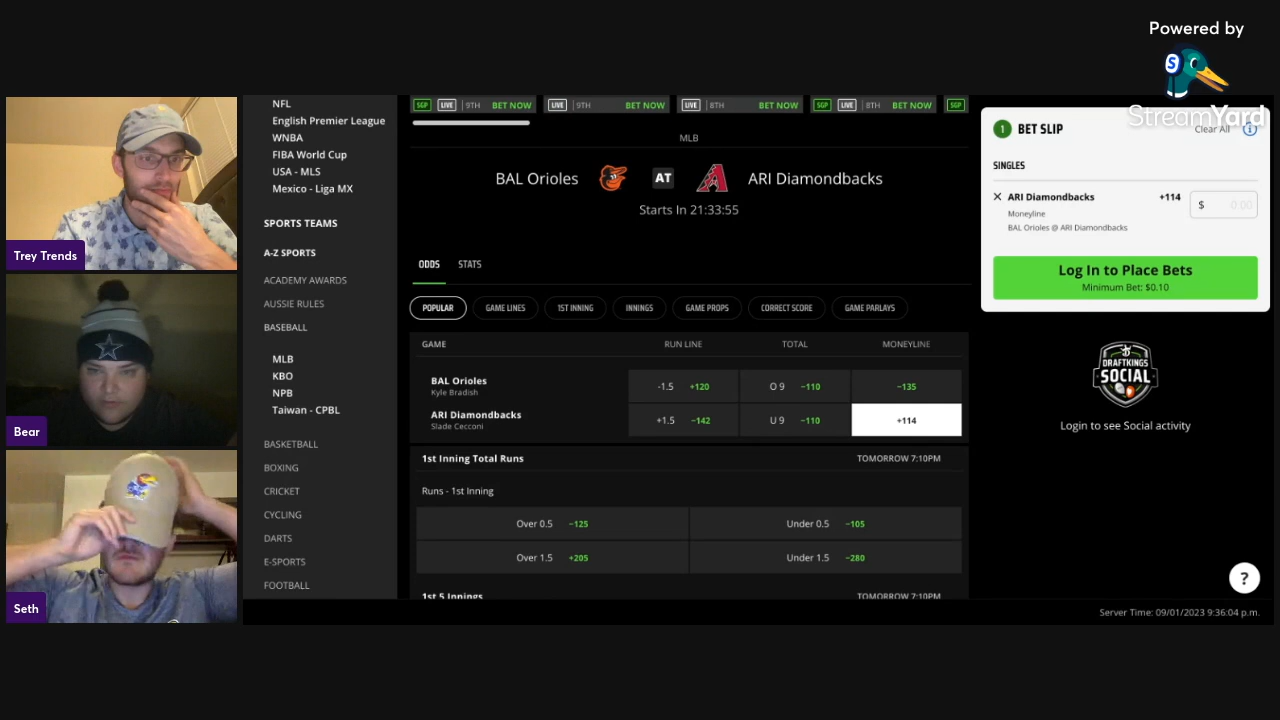 Powered by
S
StreamYard
Trey Trends
Bear
Seth
NFL
English Premier League
WNBA
FIBA World Cup
USA - MLS
Mexico - Liga MX
SPORTS TEAMS
A-Z SPORTS
ACADEMY AWARDS
AUSSIE RULES
BASEBALL
MLB
KBO
NPB
Taiwan - CPBL
BASKETBALL
BOXING
CRICKET
CYCLING
DARTS
E-SPORTS
FOOTBALL
SGP LIVE | 9TH BET NOW LIVE | 9TH BET NOW LIVE | 8TH BET NOW SGP LIVE | 8TH BET NOW SGP
MLB
BAL Orioles AT ARI Diamondbacks
Starts In 21:33:55
ODDS STATS
POPULAR GAME LINES 1ST INNING INNINGS GAME PROPS CORRECT SCORE GAME PARLAYS
GAME RUN LINE TOTAL MONEYLINE
BAL Orioles -1.5 +120 O 9 −110 −135
Kyle Bradish
ARI Diamondbacks +1.5 −142 U 9 −110 +114
Slade Cecconi
1st Inning Total Runs TOMORROW 7:10PM
Runs - 1st Inning
Over 0.5 −125 Under 0.5 −105
Over 1.5 +205 Under 1.5 −280
1st 5 Innings TOMORROW 7:10PM
1 BET SLIP Clear All i
SINGLES
X ARI Diamondbacks +114 $ 0.00
Moneyline
BAL Orioles @ ARI Diamondbacks
Log In to Place Bets
Minimum Bet: $0.10
DRAFTKINGS
SOCIAL
Login to see Social activity
?
Server Time: 09/01/2023 9:36:04 p.m.